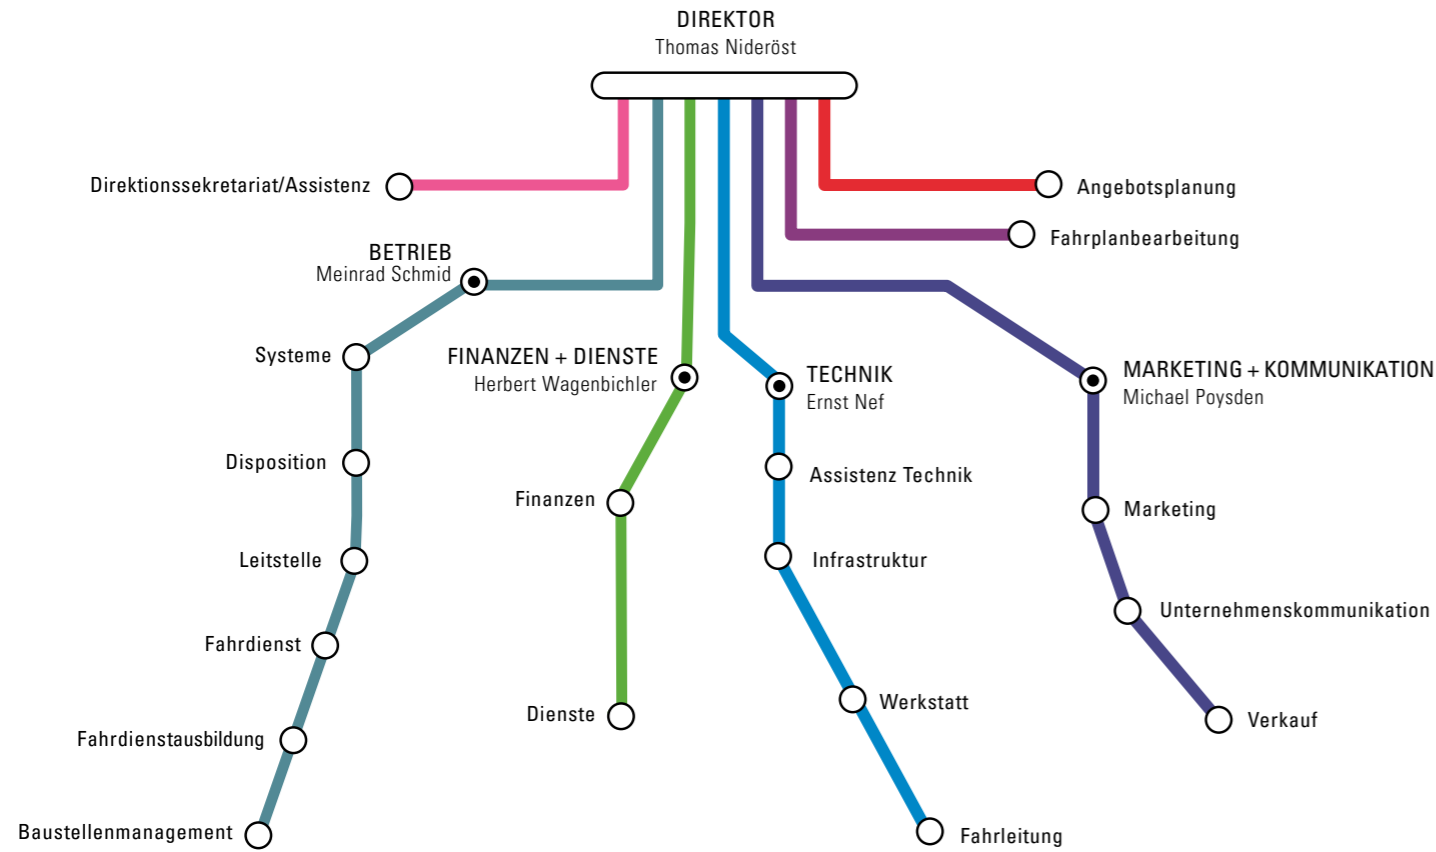 DIREKTOR
Thomas Nideröst
Direktionssekretariat/Assistenz
Angebotsplanung
Fahrplanbearbeitung
BETRIEB
Meinrad Schmid
Systeme
Disposition
Leitstelle
Fahrdienst
Fahrdienstausbildung
Baustellenmanagement
FINANZEN + DIENSTE
Herbert Wagenbichler
Finanzen
Dienste
TECHNIK
Ernst Nef
Assistenz Technik
Infrastruktur
Werkstatt
Fahrleitung
MARKETING + KOMMUNIKATION
Michael Poysden
Marketing
Unternehmenskommunikation
Verkauf